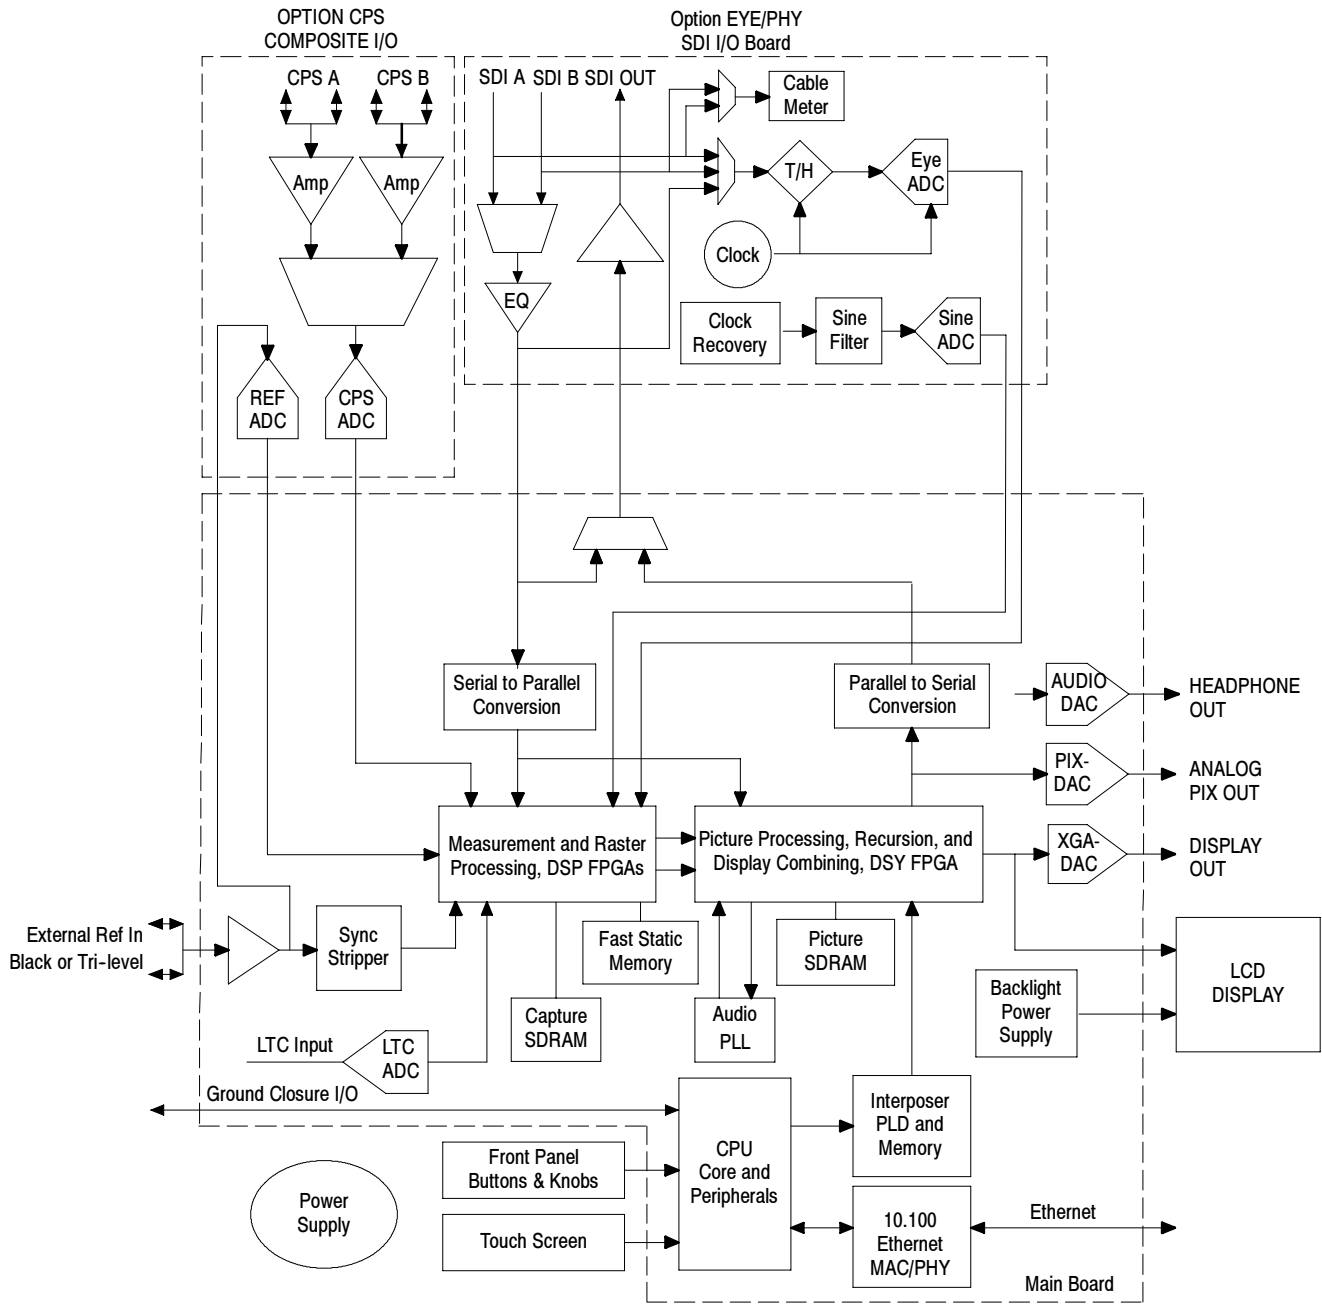 OPTION CPS
COMPOSITE I/O
Option EYE/PHY
SDI I/O Board
CPS A
CPS B
SDI A
SDI B
SDI OUT
Cable
Meter
Amp
Amp
T/H
Eye
ADC
Clock
EQ
Clock
Recovery
Sine
Filter
Sine
ADC
REF
ADC
CPS
ADC
Serial to Parallel
Conversion
Parallel to Serial
Conversion
AUDIO
DAC
HEADPHONE
OUT
PIX-
DAC
ANALOG
PIX OUT
Measurement and Raster
Processing, DSP FPGAs
Picture Processing, Recursion, and
Display Combining, DSY FPGA
XGA-
DAC
DISPLAY
OUT
External Ref In
Black or Tri-level
Sync
Stripper
Fast Static
Memory
Picture
SDRAM
LCD
DISPLAY
Backlight
Power
Supply
Capture
SDRAM
Audio
PLL
LTC Input
LTC
ADC
Ground Closure I/O
CPU
Core and
Peripherals
Interposer
PLD and
Memory
Front Panel
Buttons & Knobs
Power
Supply
Touch Screen
10.100
Ethernet
MAC/PHY
Ethernet
Main Board